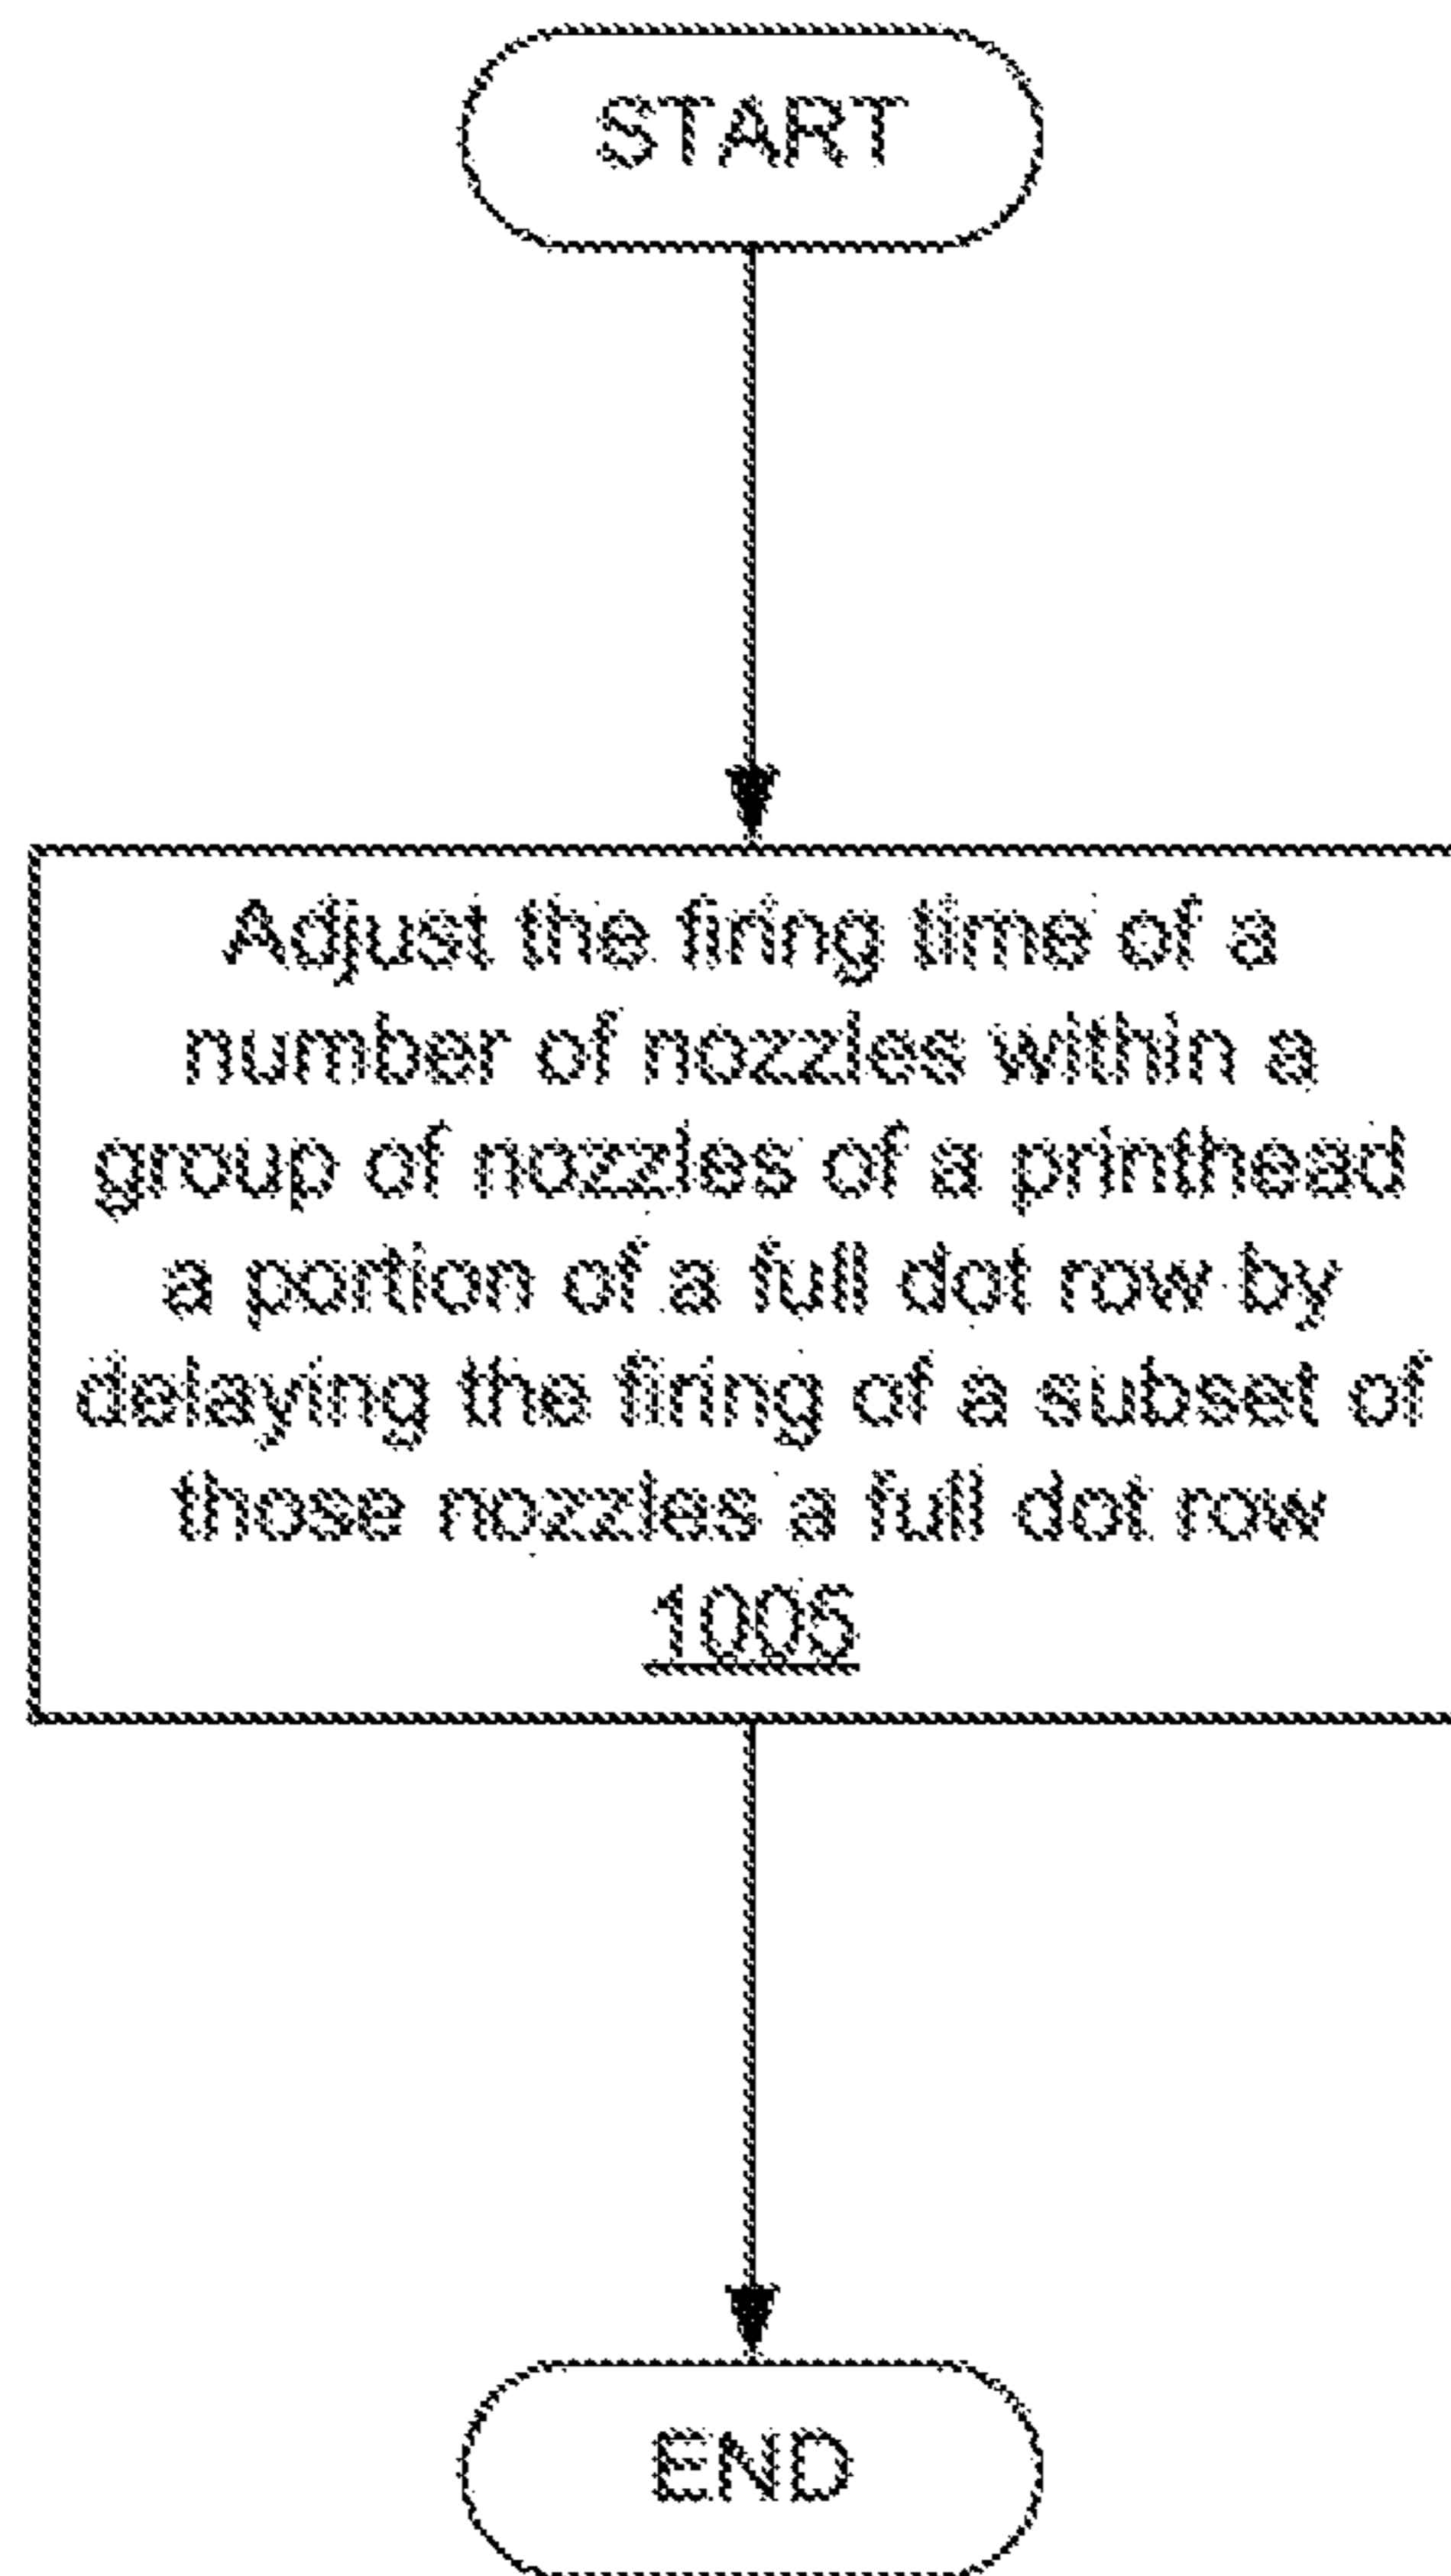 START
Adjust the firing time of a
number of nozzles within a
group of nozzles of a printhead
a portion of a full dot row by
delaying the firing of a subset of
those nozzles a full dot row
1005
END